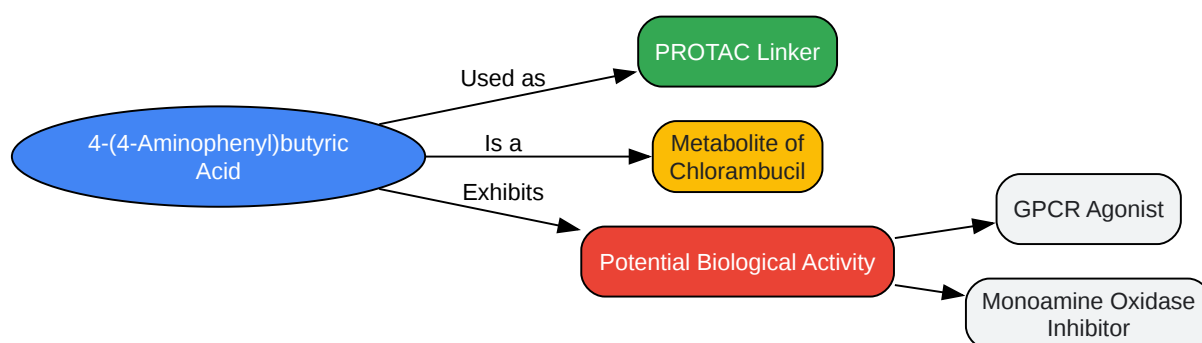 PROTAC Linker
Used as
4-(4-Aminophenyl)butyric
Acid
Is a
Metabolite of
Chlorambucil
Exhibits
Potential Biological Activity
GPCR Agonist
Monoamine Oxidase
Inhibitor